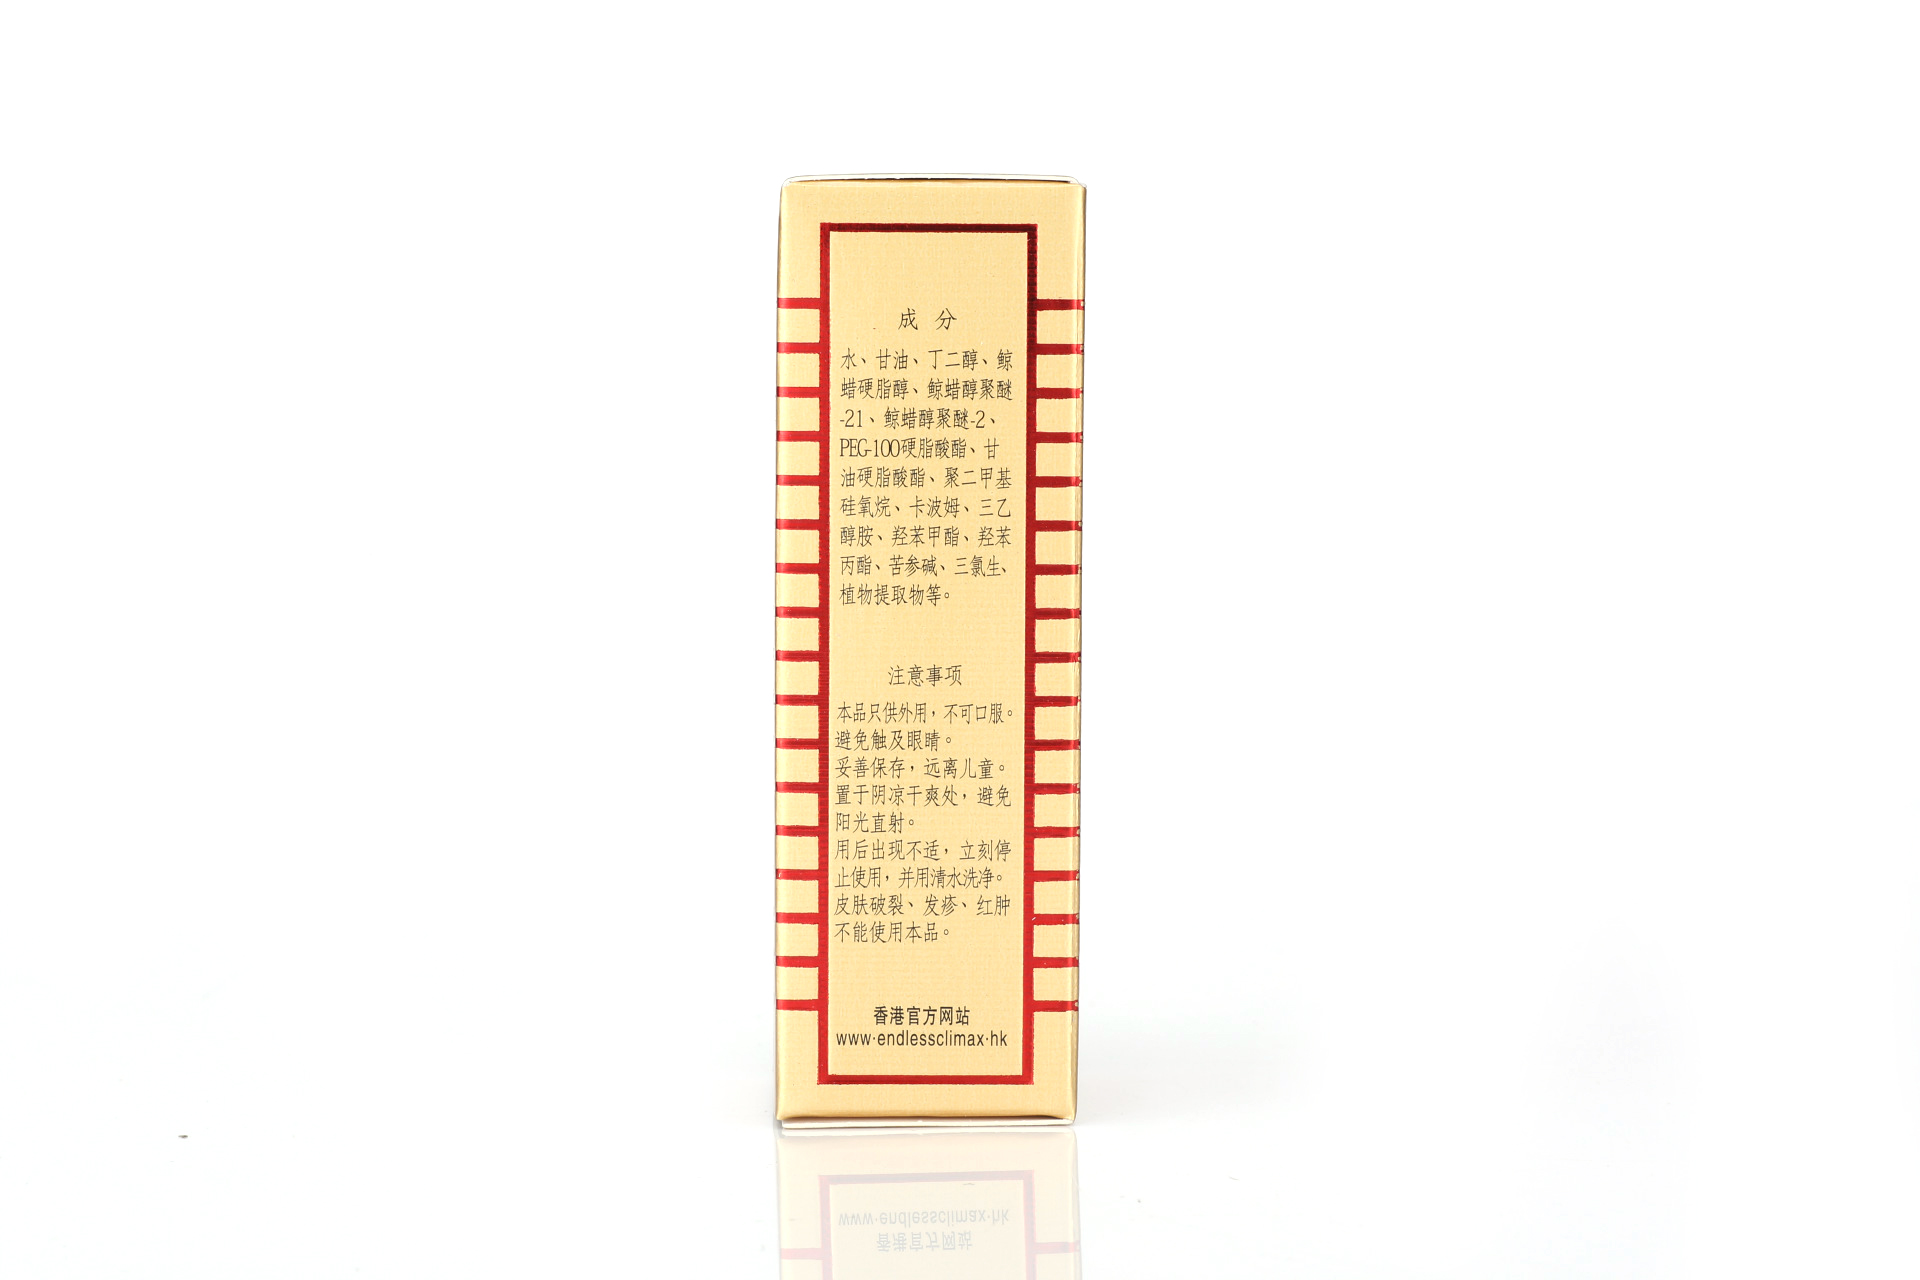 成 分
水、甘油、丁二醇、鲸
蜡硬脂醇、鲸蜡醇聚醚
-21、鲸蜡醇聚醚-2、
PEG-100硬脂酸酯、甘
油硬脂酸酯、聚二甲基
硅氧烷、卡波姆、三乙
醇胺、羟苯甲酯、羟苯
丙酯、苦参碱、三氯生、
植物提取物等。
注意事项
本品只供外用，不可口服。
避免触及眼睛。
妥善保存，远离儿童。
置于阴凉干爽处，避免
阳光直射。
用后出现不适，立刻停
止使用，并用清水洗净。
皮肤破裂、发疹、红肿
不能使用本品。
香港官方网站
www·endlessclimax·hk